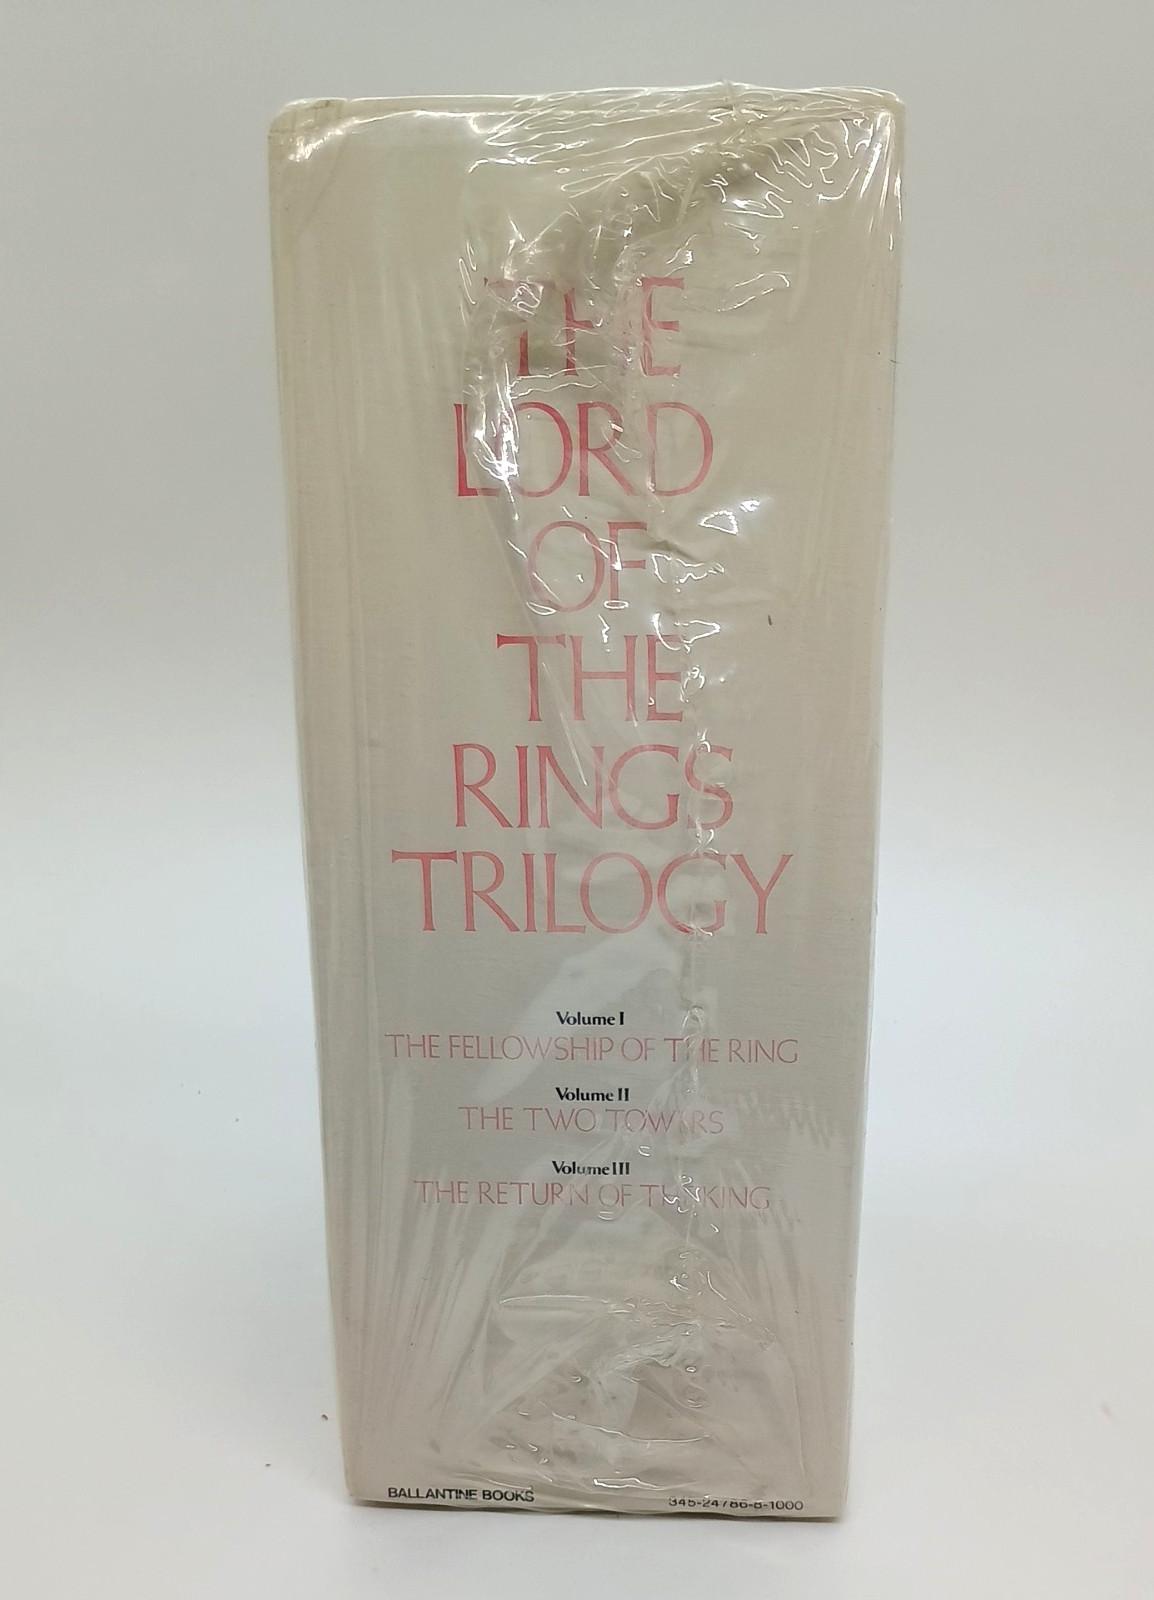 THE
LORD
OF
THE
RINGS
TRILOGY
Volume I
THE FELLOWSHIP OF THE RING
Volume II
THE TWO TOWERS
Volume III
THE RETURN OF THE KING
BALLANTINE BOOKS
345-24786-8-1000